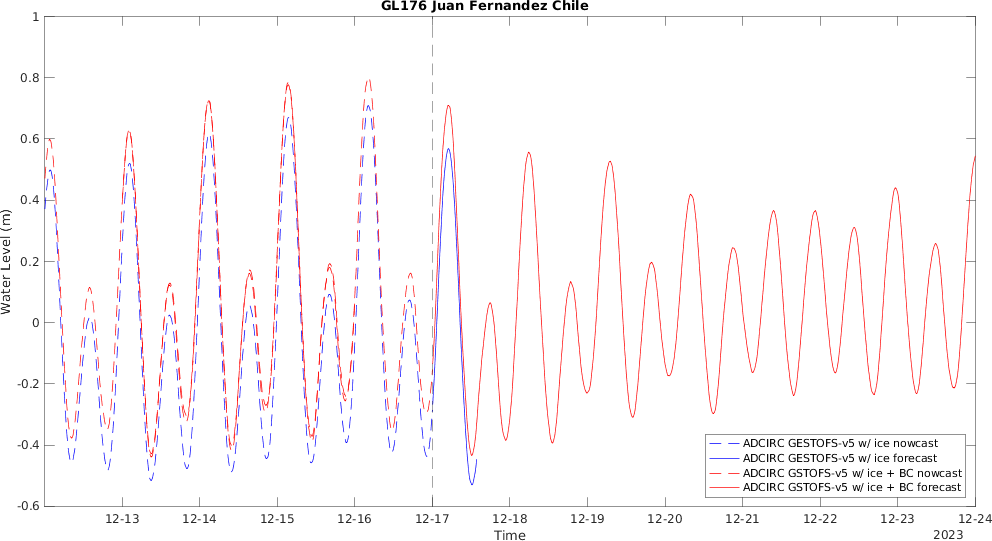 GL176 Juan Fernandez Chile
1
0.8
0.6
0.4
0.2
0
-0.2
-0.4
-0.6
Water Level (m)
ADCIRC GESTOFS-v5 w/ ice nowcast
ADCIRC GESTOFS-v5 w/ ice forecast
ADCIRC GSTOFS-v5 w/ ice + BC nowcast
ADCIRC GSTOFS-v5 w/ ice + BC forecast
12-13 12-14 12-15 12-16 12-17 12-18 12-19 12-20 12-21 12-22 12-23 12-24
Time
2023